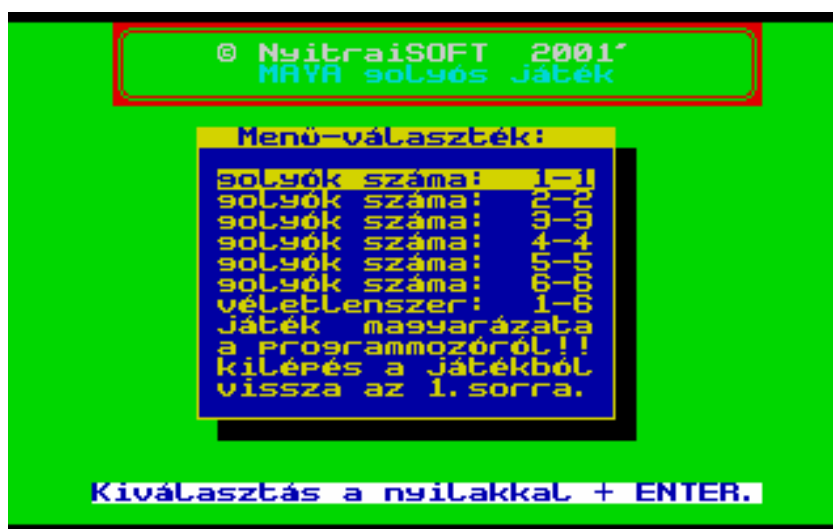 © NyitraiSOFT 2001'
MAYA golyós játék
Menü-választék:
golyók száma: 1-1
golyók száma: 2-2
golyók száma: 3-3
golyók száma: 4-4
golyók száma: 5-5
golyók száma: 6-6
véletlenszer: 1-6
játék magyarázata
a programmozóról!!
kilépés a játékból
vissza az 1.sorra.
Kiválasztás a nyilakkal + ENTER.